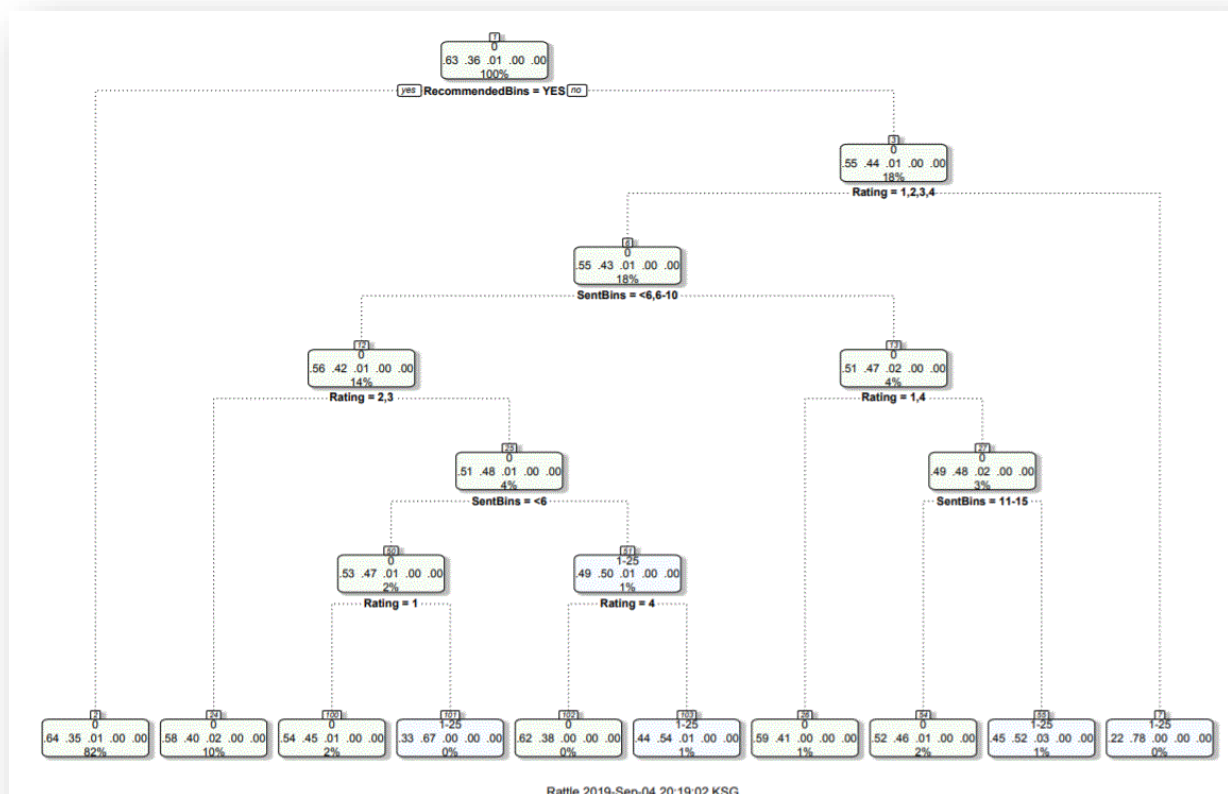 1
0
.63 .36 .01 .00 .00
100%
yes RecommendedBins = YES no
3
0
.55 .44 .01 .00 .00
18%
Rating = 1,2,3,4
6
0
.55 .43 .01 .00 .00
18%
SentBins = <6,6-10
12
0
.56 .42 .01 .00 .00
14%
Rating = 2,3
13
0
.51 .47 .02 .00 .00
4%
Rating = 1,4
25
0
.51 .48 .01 .00 .00
4%
SentBins = <6
27
0
.49 .48 .02 .00 .00
3%
SentBins = 11-15
50
0
.53 .47 .01 .00 .00
2%
Rating = 1
51
1-25
.49 .50 .01 .00 .00
1%
Rating = 4
2
0
.64 .35 .01 .00 .00
82%
24
0
.58 .40 .02 .00 .00
10%
100
0
.54 .45 .01 .00 .00
2%
101
1-25
.33 .67 .00 .00 .00
0%
102
0
.62 .38 .00 .00 .00
0%
103
1-25
.44 .54 .01 .00 .00
1%
26
0
.59 .41 .00 .00 .00
1%
54
0
.52 .46 .01 .00 .00
2%
55
1-25
.45 .52 .03 .00 .00
1%
7
1-25
.22 .78 .00 .00 .00
0%
Rattle 2019-Sep-04 20:19:02 KSG